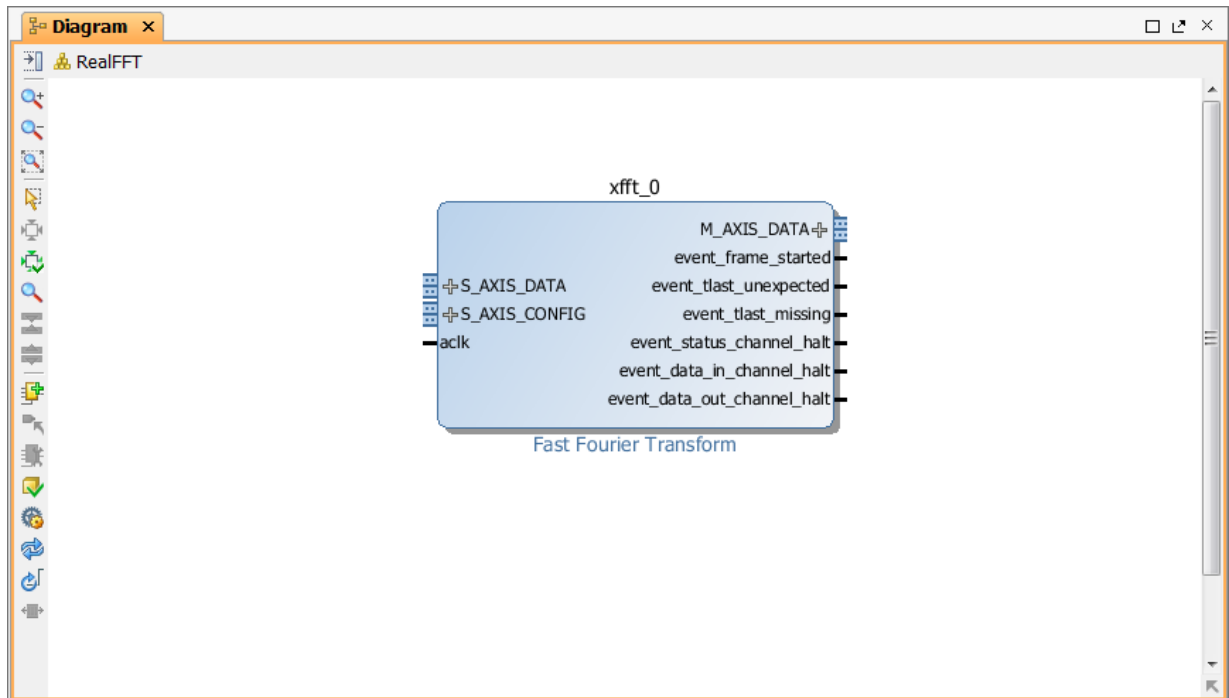 Diagram
RealFFT
xfft_0
M_AXIS_DATA
event_frame_started
S_AXIS_DATA
event_tlast_unexpected
S_AXIS_CONFIG
event_tlast_missing
aclk
event_status_channel_halt
event_data_in_channel_halt
event_data_out_channel_halt
Fast Fourier Transform